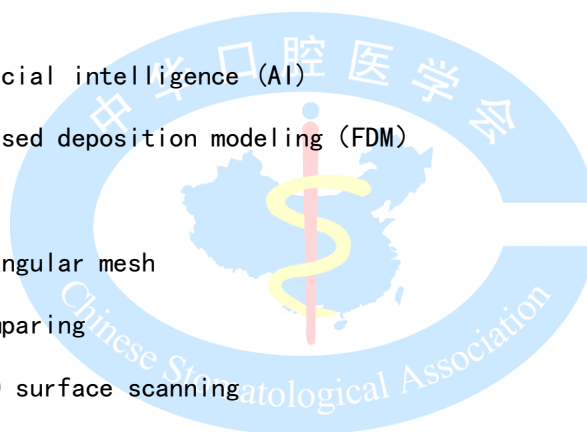 中华口腔医学会
cial intelligence (AI)
sed deposition modeling (FDM)
ngular mesh
mparing
surface scanning
Chinese Stomatological Association